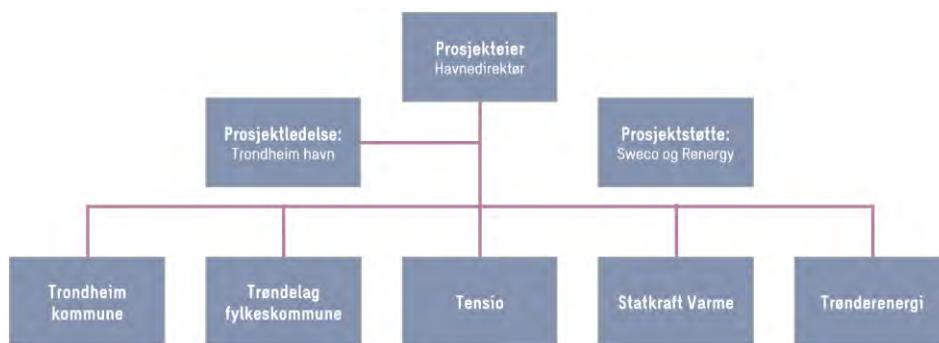 Prosjekteier
Havnedirektør
Prosjektledelse:
Trondheim havn
Prosjektstøtte:
Sweco og Renergy
Trondheim
kommune
Trøndelag
fylkeskommune
Tensio
Statkraft Varme
Trønderenergi